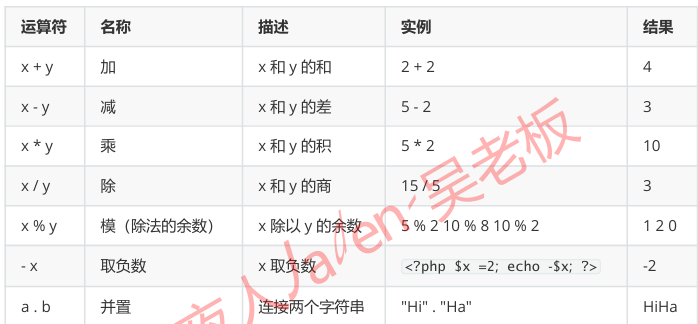 运算符 名称 描述 实例 结果
x + y 加 x 和 y 的和 2 + 2 4
x - y 减 x 和 y 的差 5 - 2 3
x * y 乘 x 和 y 的积 5 * 2 10
x / y 除 x 和 y 的商 15 / 5 3
x % y 模（除法的余数） x 除以 y 的余数 5 % 2 10 % 8 10 % 2 1 2 0
- x 取负数 x 取负数 <?php $x =2; echo -$x; ?> -2
a . b 并置 连接两个字符串 "Hi" . "Ha" HiHa
人Jaden-吴老板